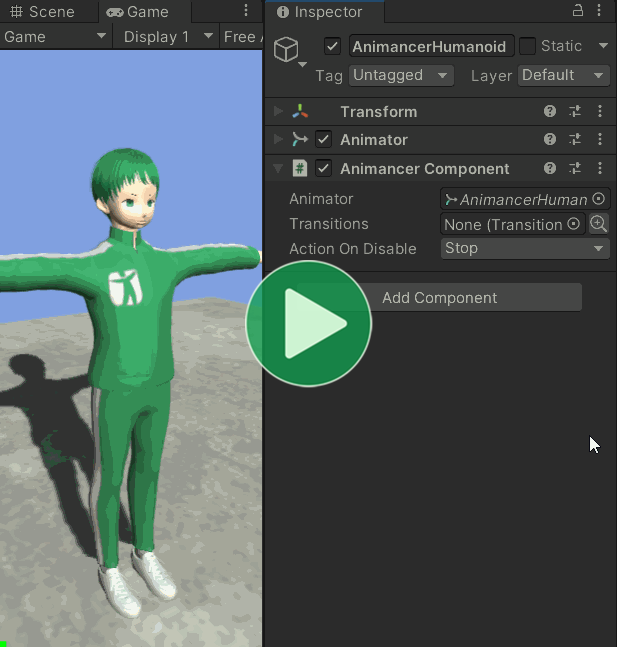 Scene
Game
Inspector
Game
Display 1
Free
AnimancerHumanoid
Static
Tag
Untagged
Layer
Default
Transform
Animator
Animancer Component
Animator
AnimancerHuman
Transitions
None (Transition
Action On Disable
Stop
Add Component